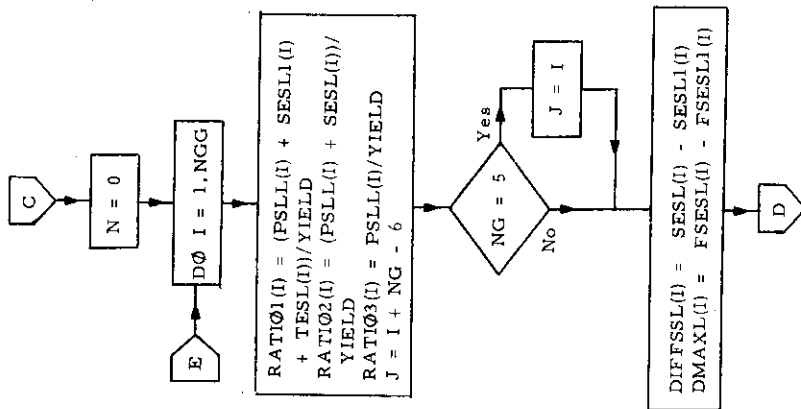 C
N = 0
E
DØ I = 1, NGG
RATIØ1(I) = (PSLL(I) + SESL1(I)
+ TESL(I))/YIELD
RATIØ2(I) = (PSLL(I) + SESL(I))/
YIELD
RATIØ3(I) = PSLL(I)/YIELD
J = I + NG - 6
NG = 5
Yes
J = I
No
DIFFSSL(I) = SESL(I) - SESL1(I)
DMAXL(I) = FSESL(I) - FSESL1(I)
D